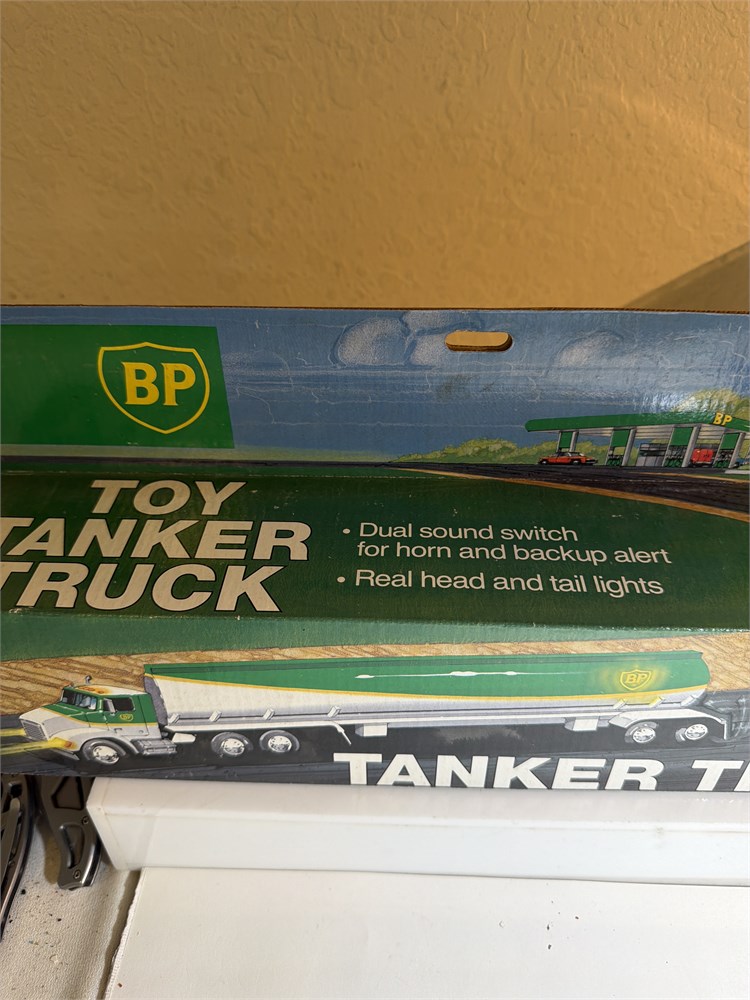 BP
BP
TOY
TANKER
TRUCK
• Dual sound switch
for horn and backup alert
• Real head and tail lights
BP
TANKER